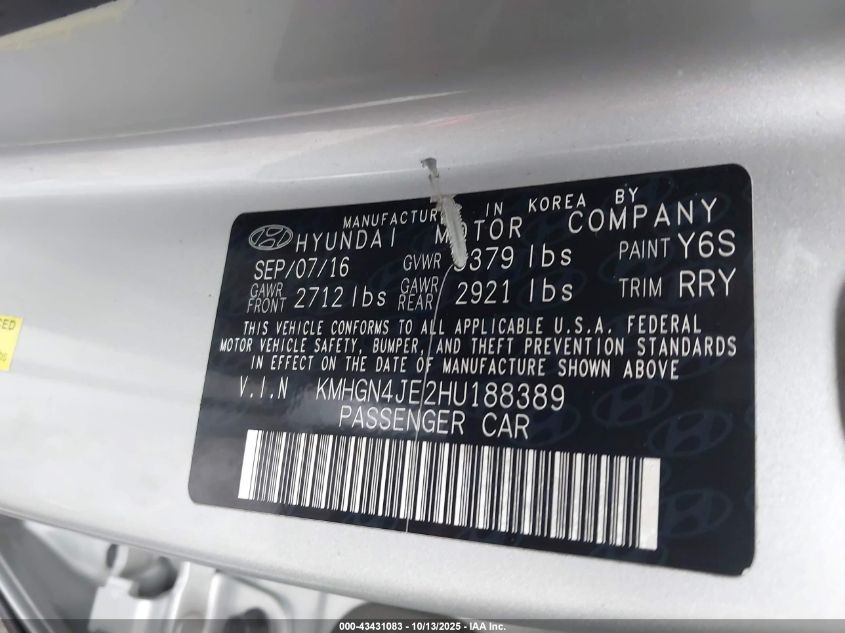 MANUFACTURED IN KOREA BY
HYUNDAI MOTOR COMPANY
SEP/07/16 GVWR 379 lbs PAINT Y6S
GAWR FRONT 2712 lbs GAWR REAR 2921 lbs TRIM RRY
THIS VEHICLE CONFORMS TO ALL APPLICABLE U.S.A. FEDERAL
MOTOR VEHICLE SAFETY, BUMPER, AND THEFT PREVENTION STANDARDS
IN EFFECT ON THE DATE OF MANUFACTURE SHOWN ABOVE
V.I.N KMHGN4JE2HU188389
PASSENGER CAR
000-43431083 - 10/13/2025 - IAA Inc.